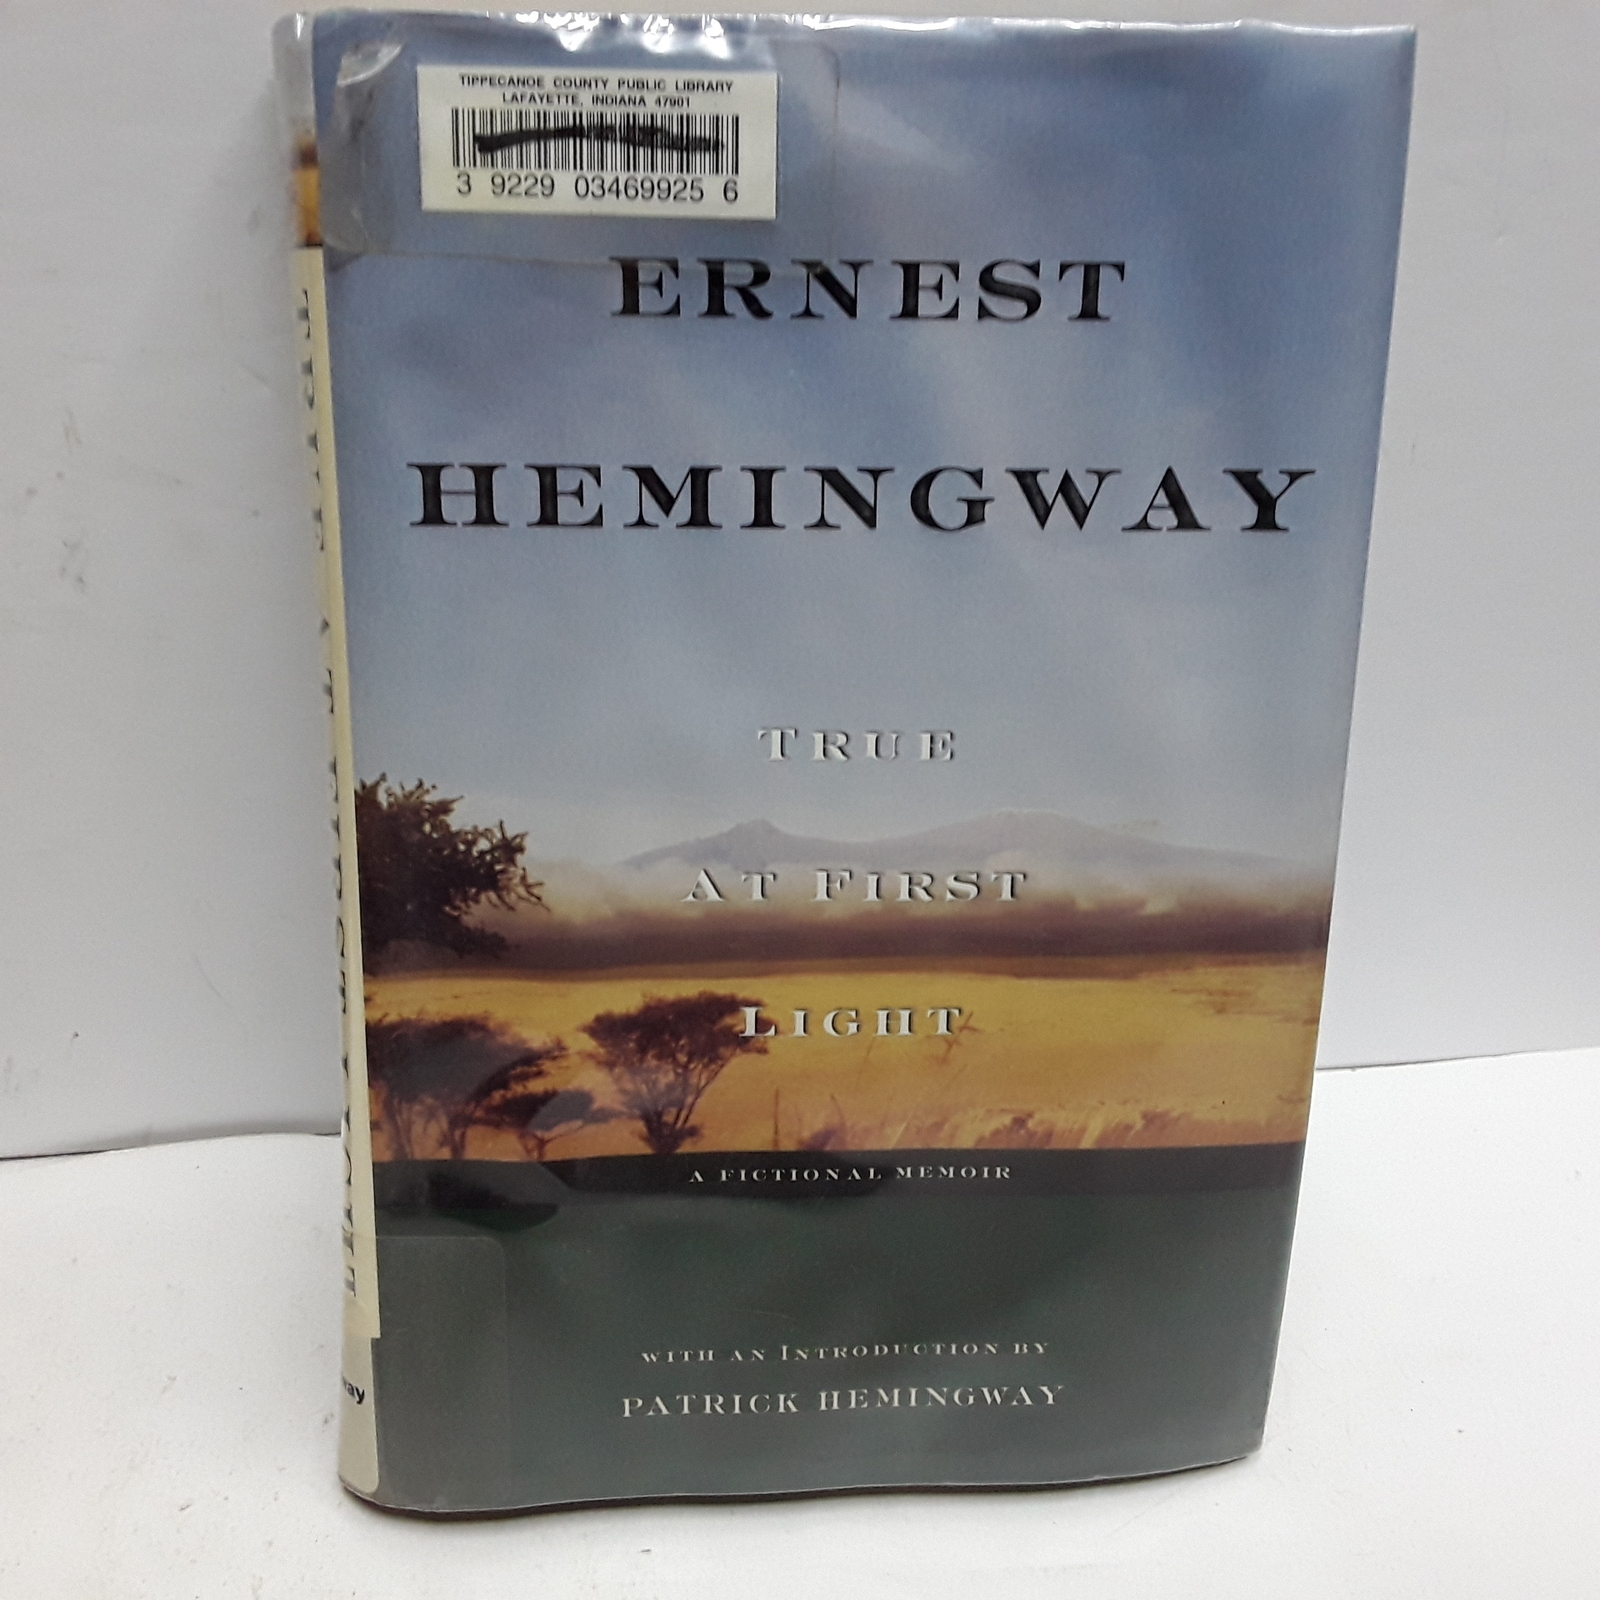 TIPPECANOE COUNTY PUBLIC LIBRARY
LAFAYETTE, INDIANA 47901
3 9229 03469925 6
ERNEST
HEMINGWAY
TRUE
AT FIRST
LIGHT
A FICTIONAL MEMOIR
WITH AN INTRODUCTION BY
PATRICK HEMINGWAY
way